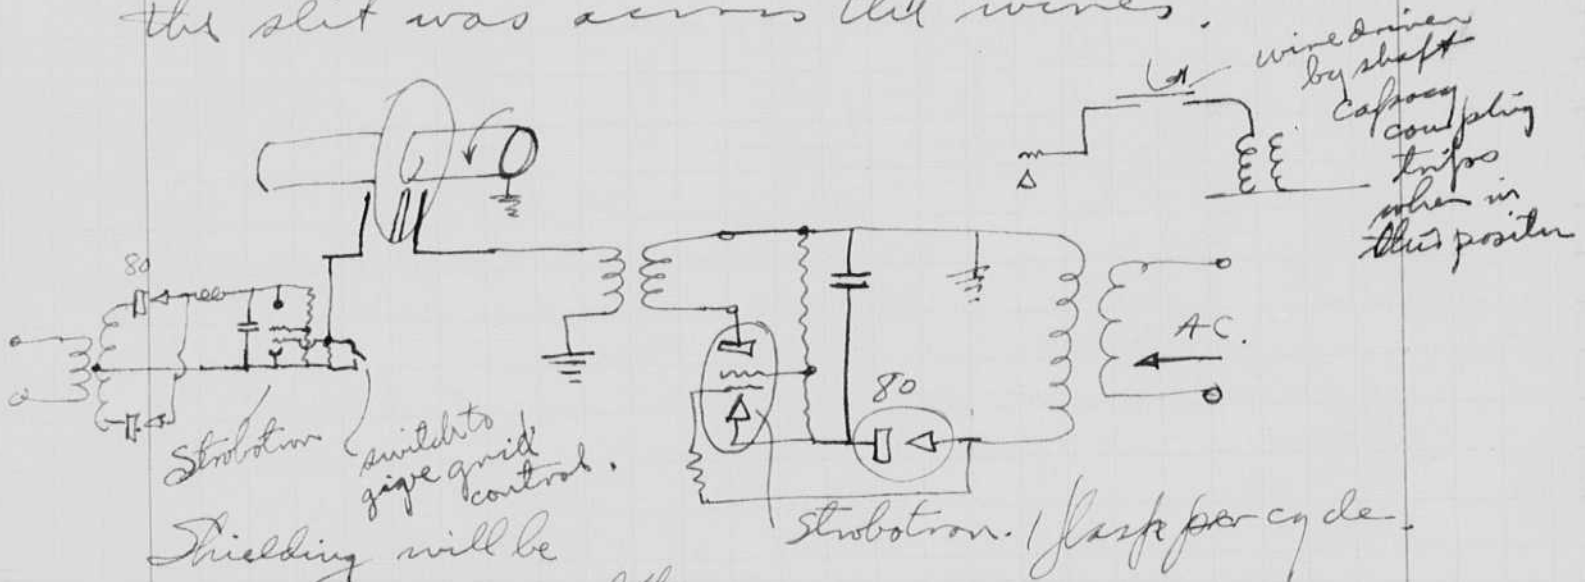 the slit was across the wires.
wire driven
by shaft
capacy
coupling
trips
when in
this position
80
A.C.
80
Strobotron
switch to
give grid
control.
Strobotron. 1 flash per cycle.
Shielding will be